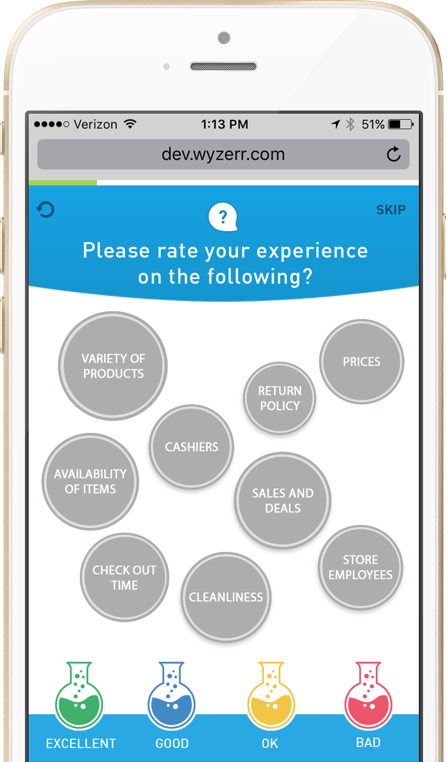 Verizon
1:13 PM
51%
dev.wyzerr.com
?
SKIP
Please rate your experience
on the following?
VARIETY OF
PRODUCTS
PRICES
RETURN
POLICY
CASHIERS
AVAILABILITY
OF ITEMS
SALES AND
DEALS
CHECK OUT
TIME
STORE
EMPLOYEES
CLEANLINESS
EXCELLENT
GOOD
OK
BAD